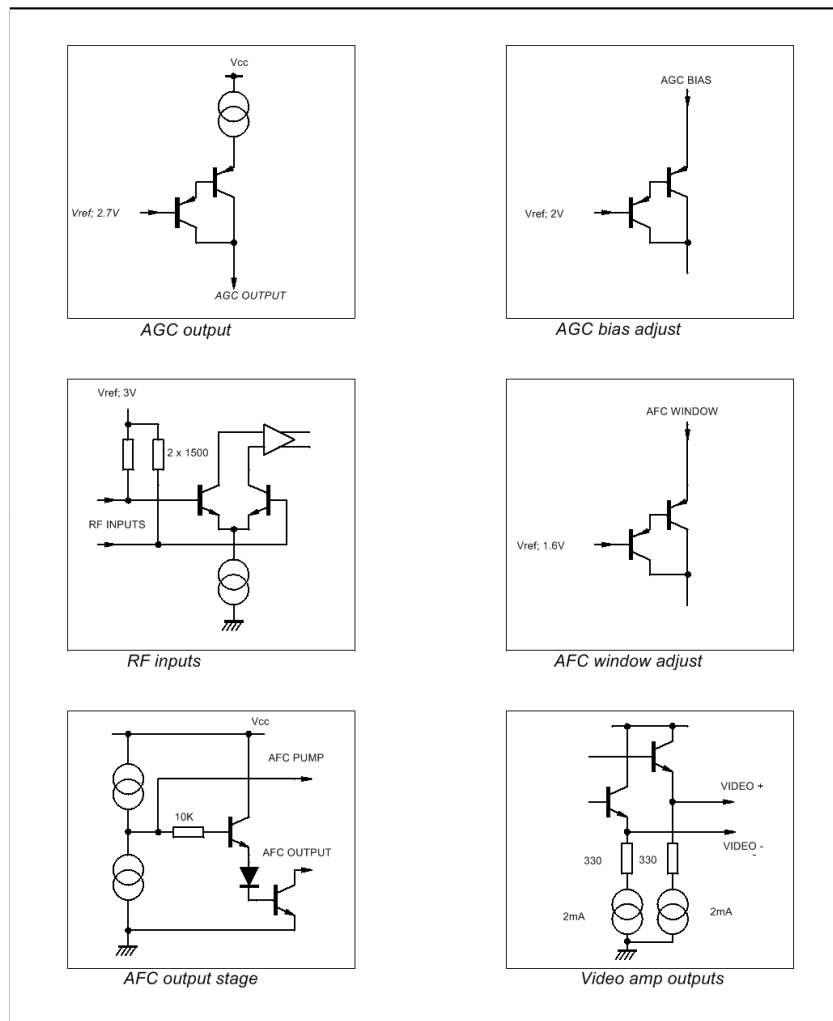 Vcc
Vref; 2.7V
AGC OUTPUT
AGC output
AGC BIAS
Vref; 2V
AGC bias adjust
Vref; 3V
2 x 1500
RF INPUTS
RF inputs
AFC WINDOW
Vref; 1.6V
AFC window adjust
Vcc
AFC PUMP
10K
AFC OUTPUT
AFC output stage
VIDEO +
VIDEO -
-
330 330
2mA 2mA
Video amp outputs